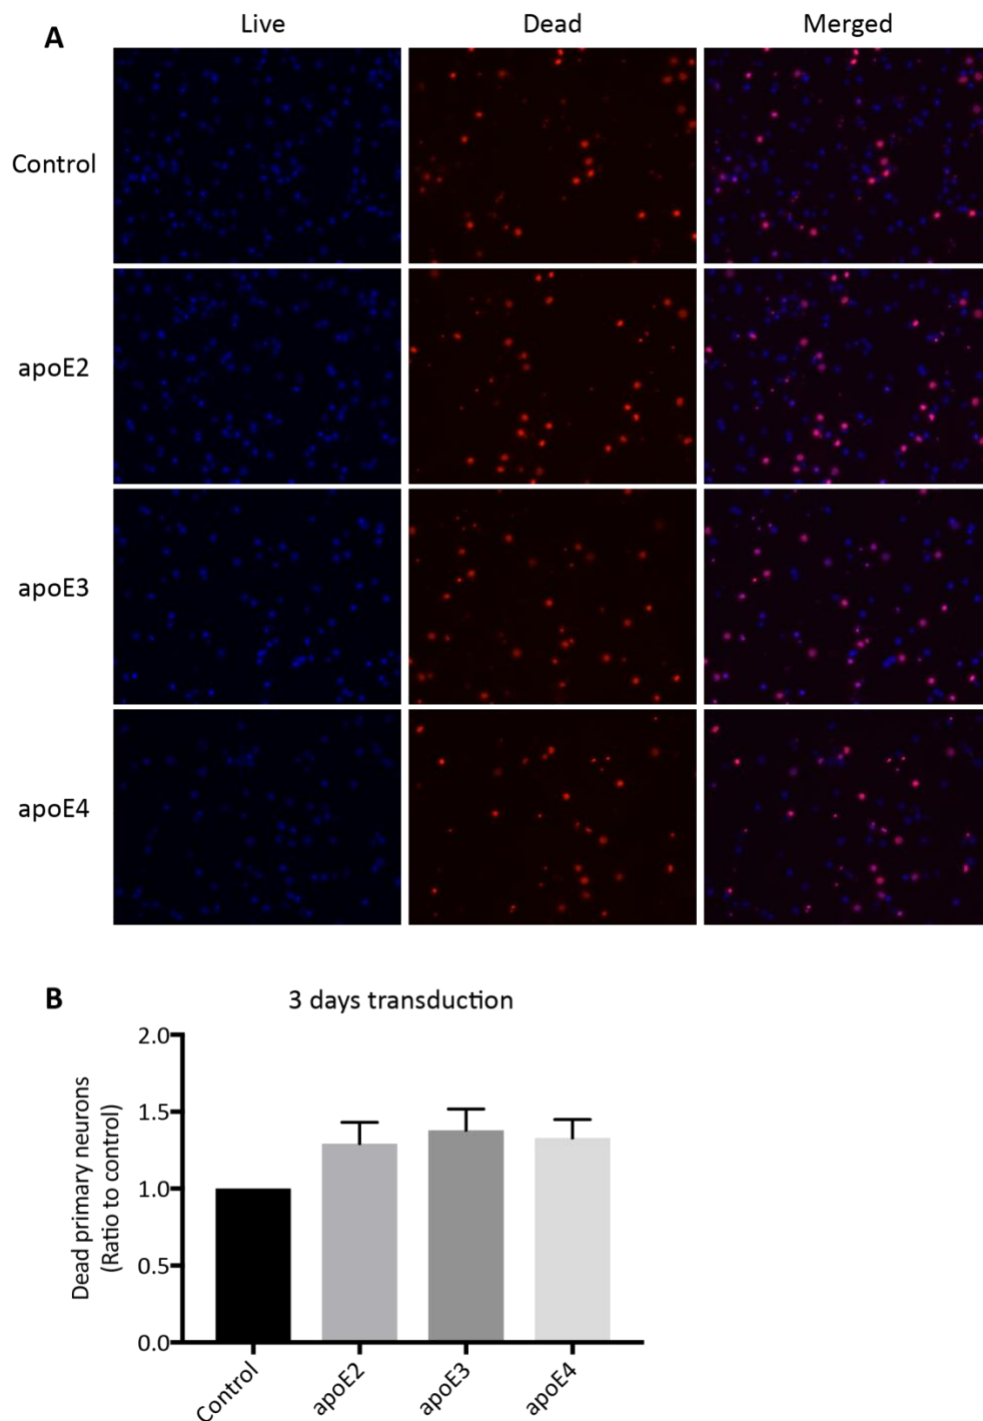 A
Live
Dead
Merged
Control
apoE2
apoE3
apoE4
B
3 days transduction
Dead primary neurons
(Ratio to control)
2.0
1.5
1.0
0.5
0.0
Control
apoE2
apoE3
apoE4